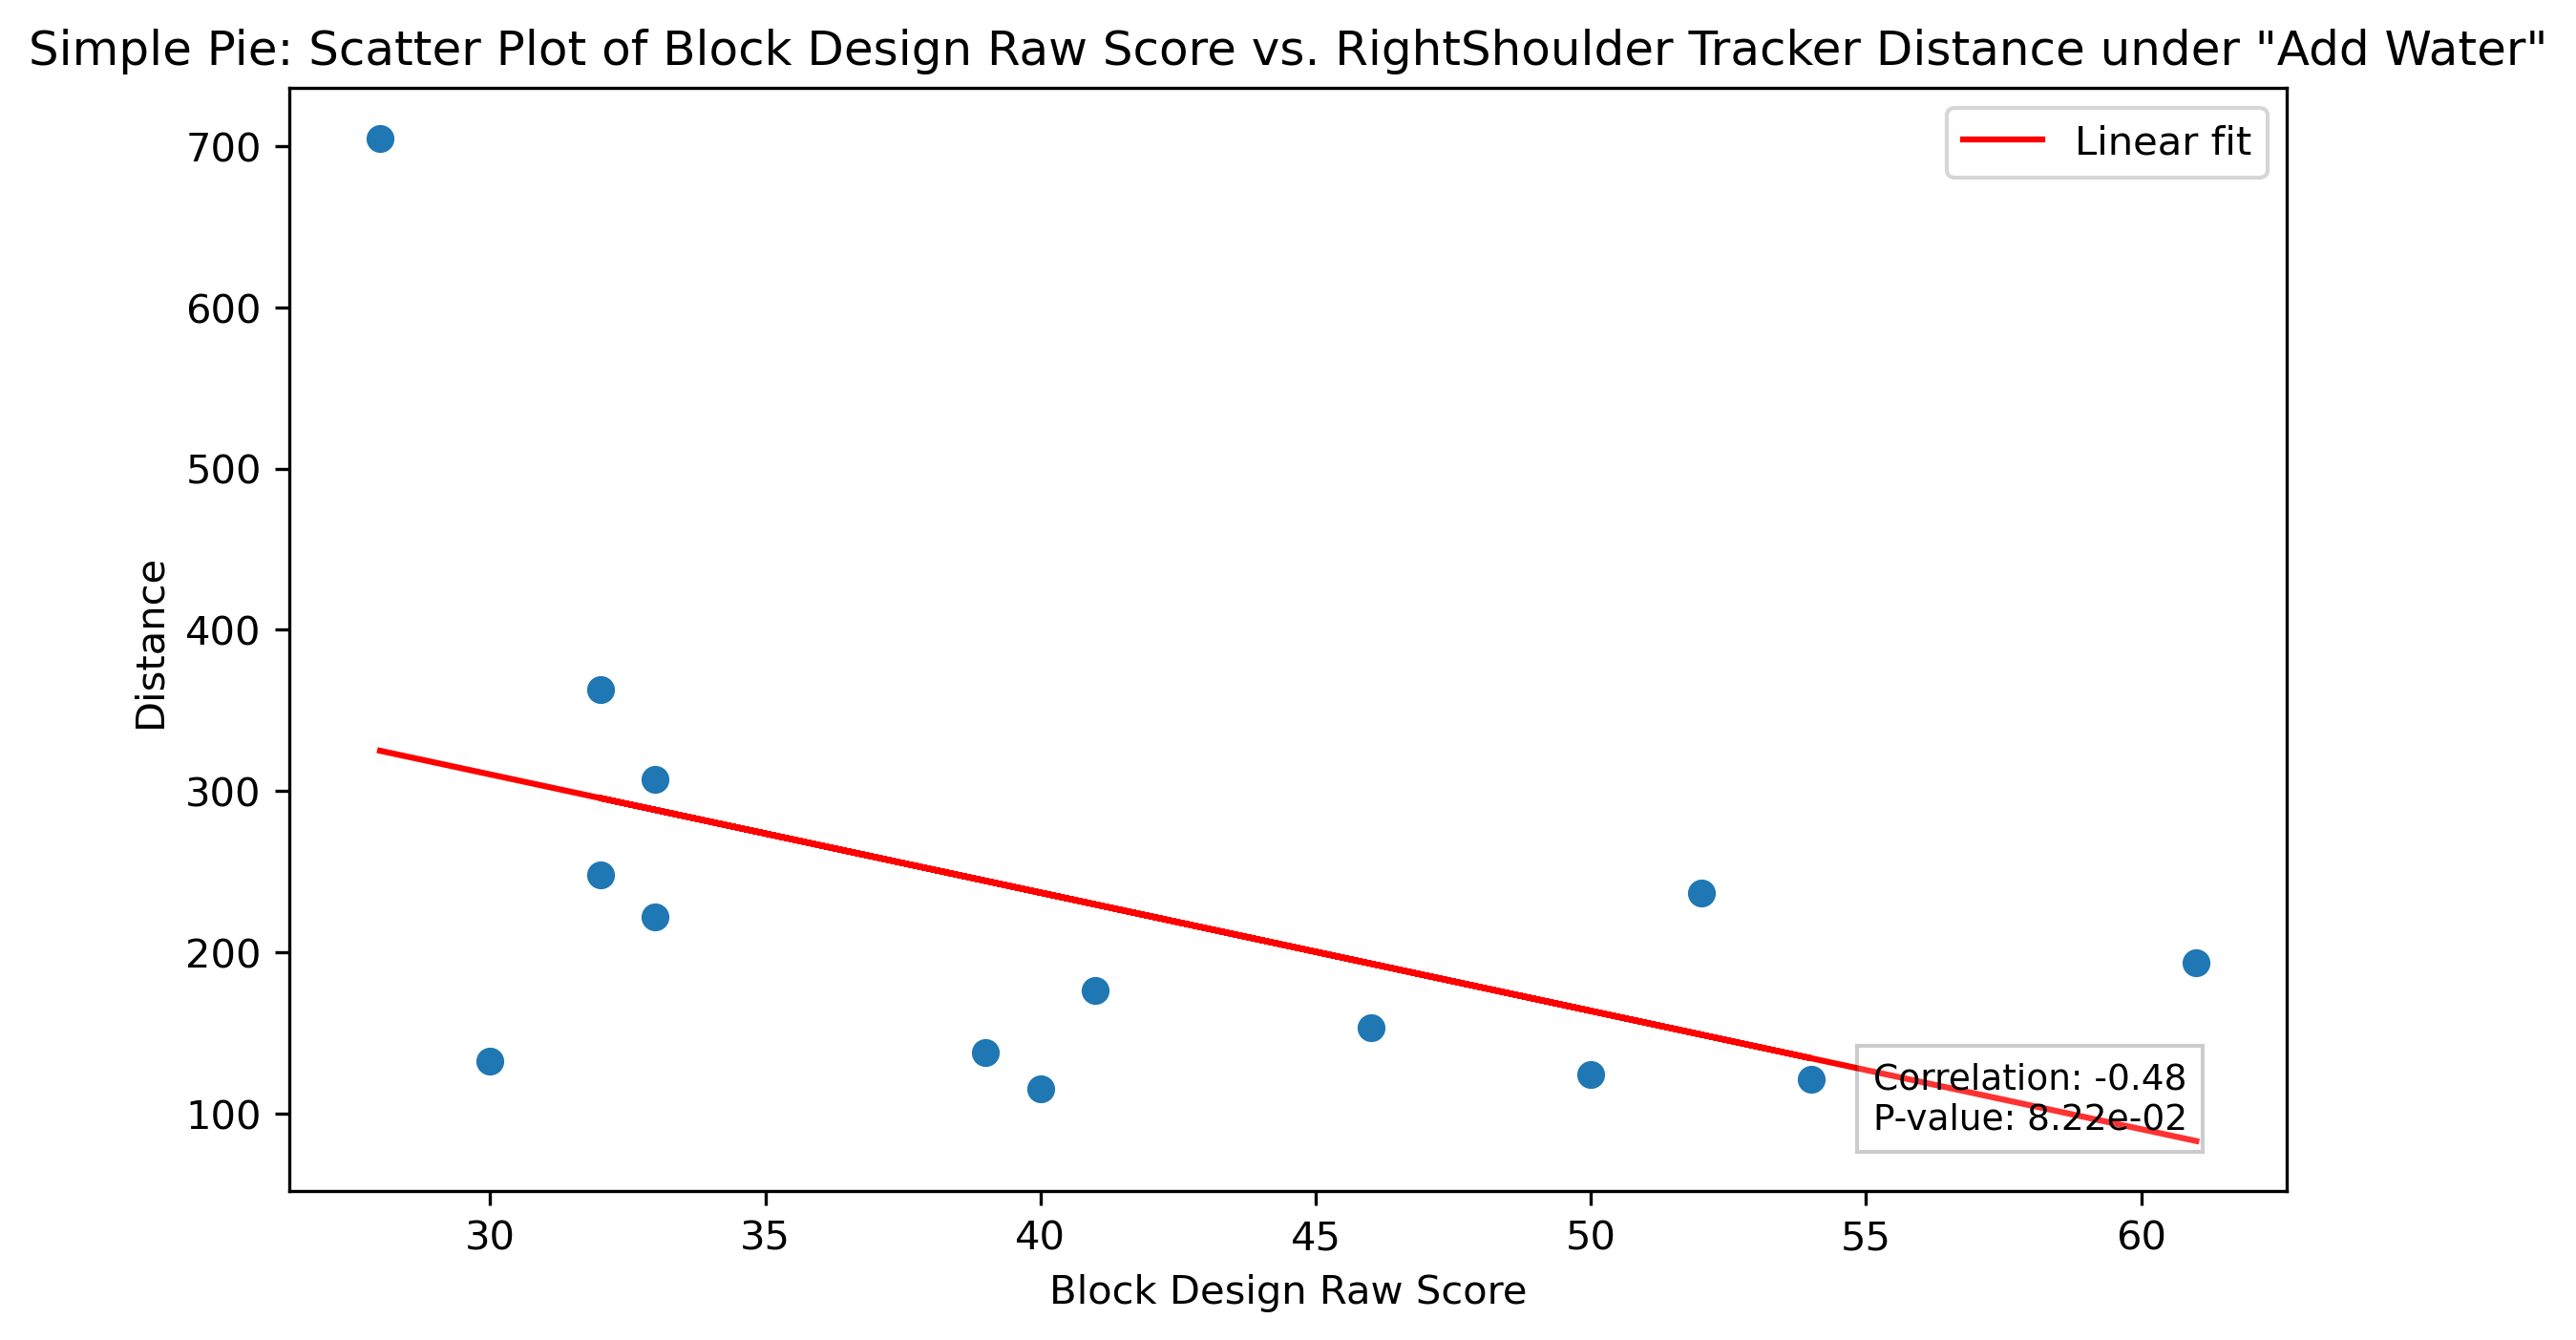 Simple Pie: Scatter Plot of Block Design Raw Score vs. RightShoulder Tracker Distance under "Add Water"
Linear fit
700
600
500
400
300
200
100
Distance
Correlation: -0.48
P-value: 8.22e-02
30 35 40 45 50 55 60
Block Design Raw Score